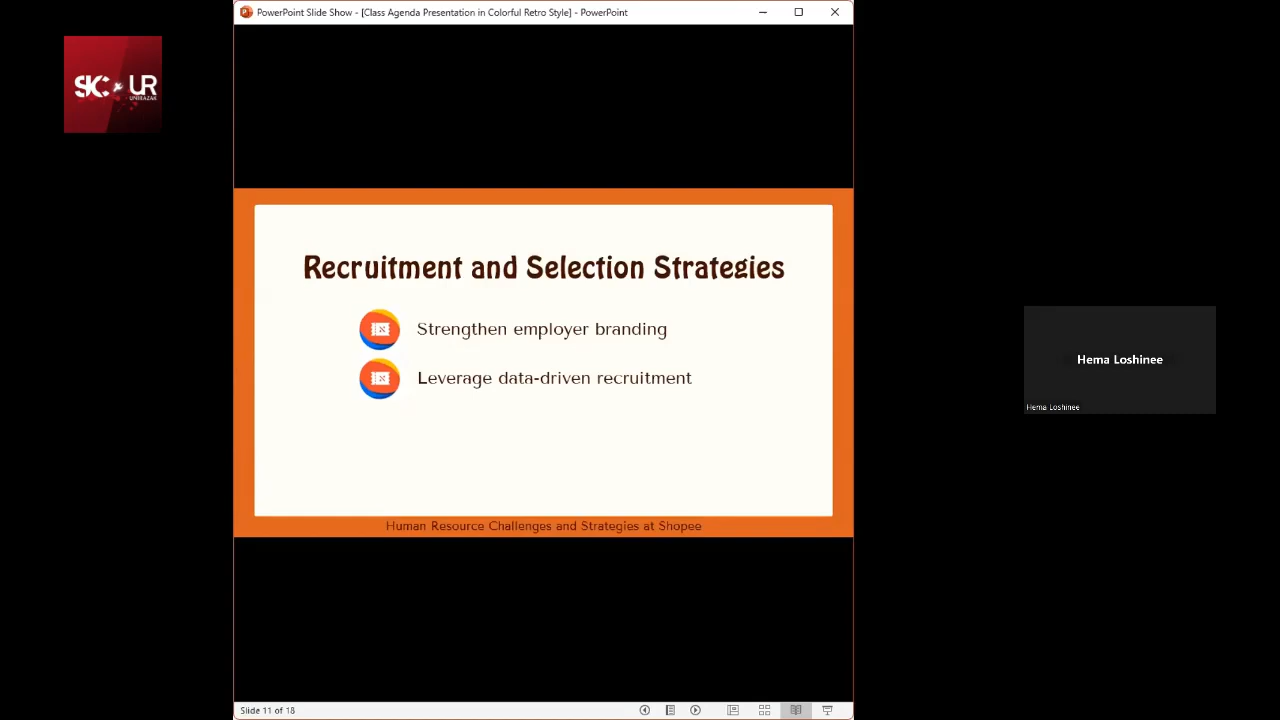 PowerPoint Slide Show - [Class Agenda Presentation in Colorful Retro Style] - PowerPoint
SKC UR
UNIRAZAK
Recruitment and Selection Strategies
Strengthen employer branding
Leverage data-driven recruitment
Human Resource Challenges and Strategies at Shopee
Hema Loshinee
Hema Loshinee
Slide 11 of 18